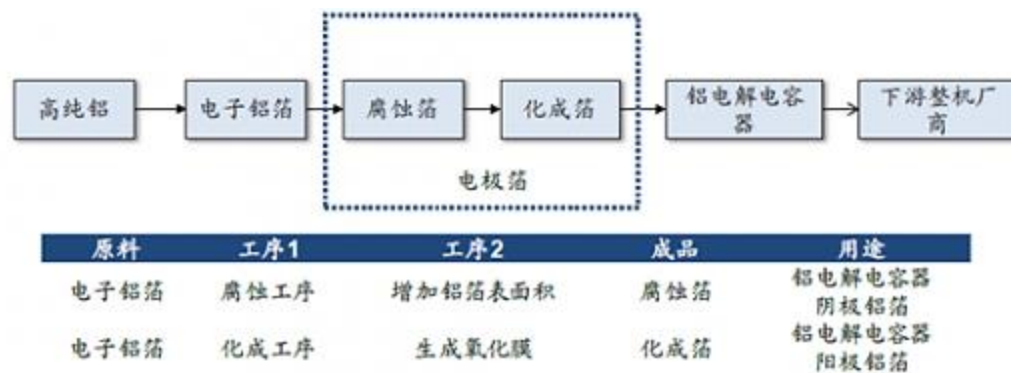 高纯铝
电子铝箔
腐蚀箔
化成箔
铝电解电容
器
下游整机厂
商
电极箔
原料 工序1 工序2 成品 用途
电子铝箔 腐蚀工序 增加铝箔表面积 腐蚀箔 铝电解电容器
阴极铝箔
电子铝箔 化成工序 生成氧化膜 化成箔 铝电解电容器
阳极铝箔